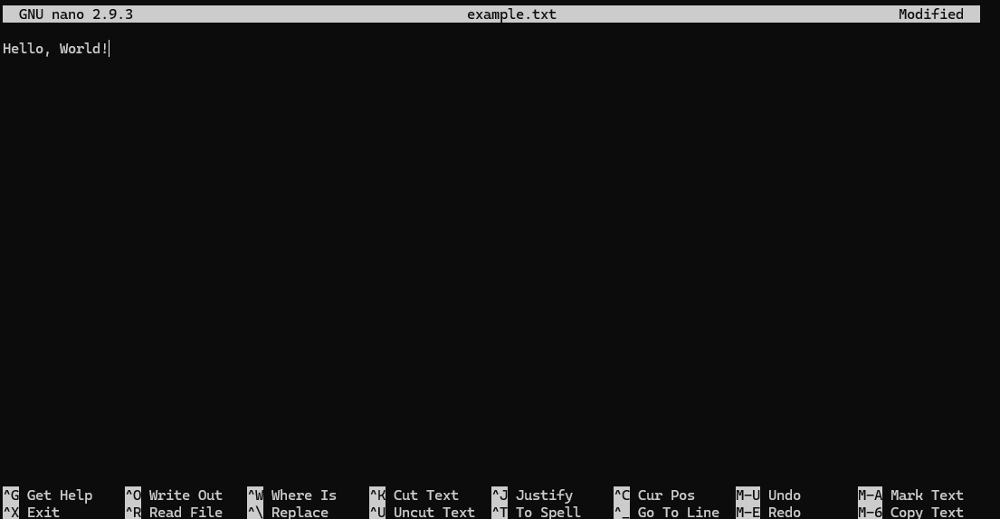 GNU nano 2.9.3 example.txt Modified
Hello, World!
^G Get Help ^O Write Out ^W Where Is ^K Cut Text ^J Justify ^C Cur Pos M-U Undo M-A Mark Text
^X Exit ^R Read File ^\ Replace ^U Uncut Text ^T To Spell ^_ Go To Line M-E Redo M-6 Copy Text